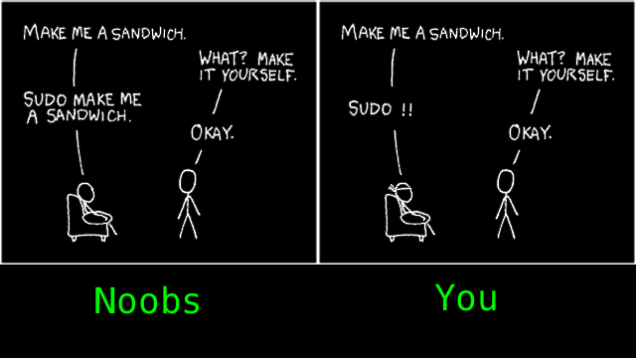 MAKE ME A SANDWICH.
WHAT? MAKE
IT YOURSELF.
SUDO MAKE ME
A SANDWICH.
OKAY.
Noobs
MAKE ME A SANDWICH.
WHAT? MAKE
IT YOURSELF.
SUDO !!
OKAY.
You